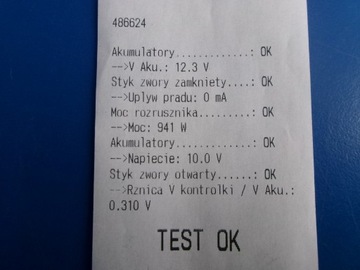 486624
Akumulatory............: OK
-->V Aku.: 12.3 V
Styk zwory zamkniety...: OK
-->Uplyw pradu: 0 mA
Moc rozrusznika........: OK
-->Moc: 941 W
Akumulatory............: OK
-->Napiecie: 10.0 V
Styk zwory otwarty.....: OK
-->Rznica V kontrolki / V Aku.:
0.310 V
TEST OK